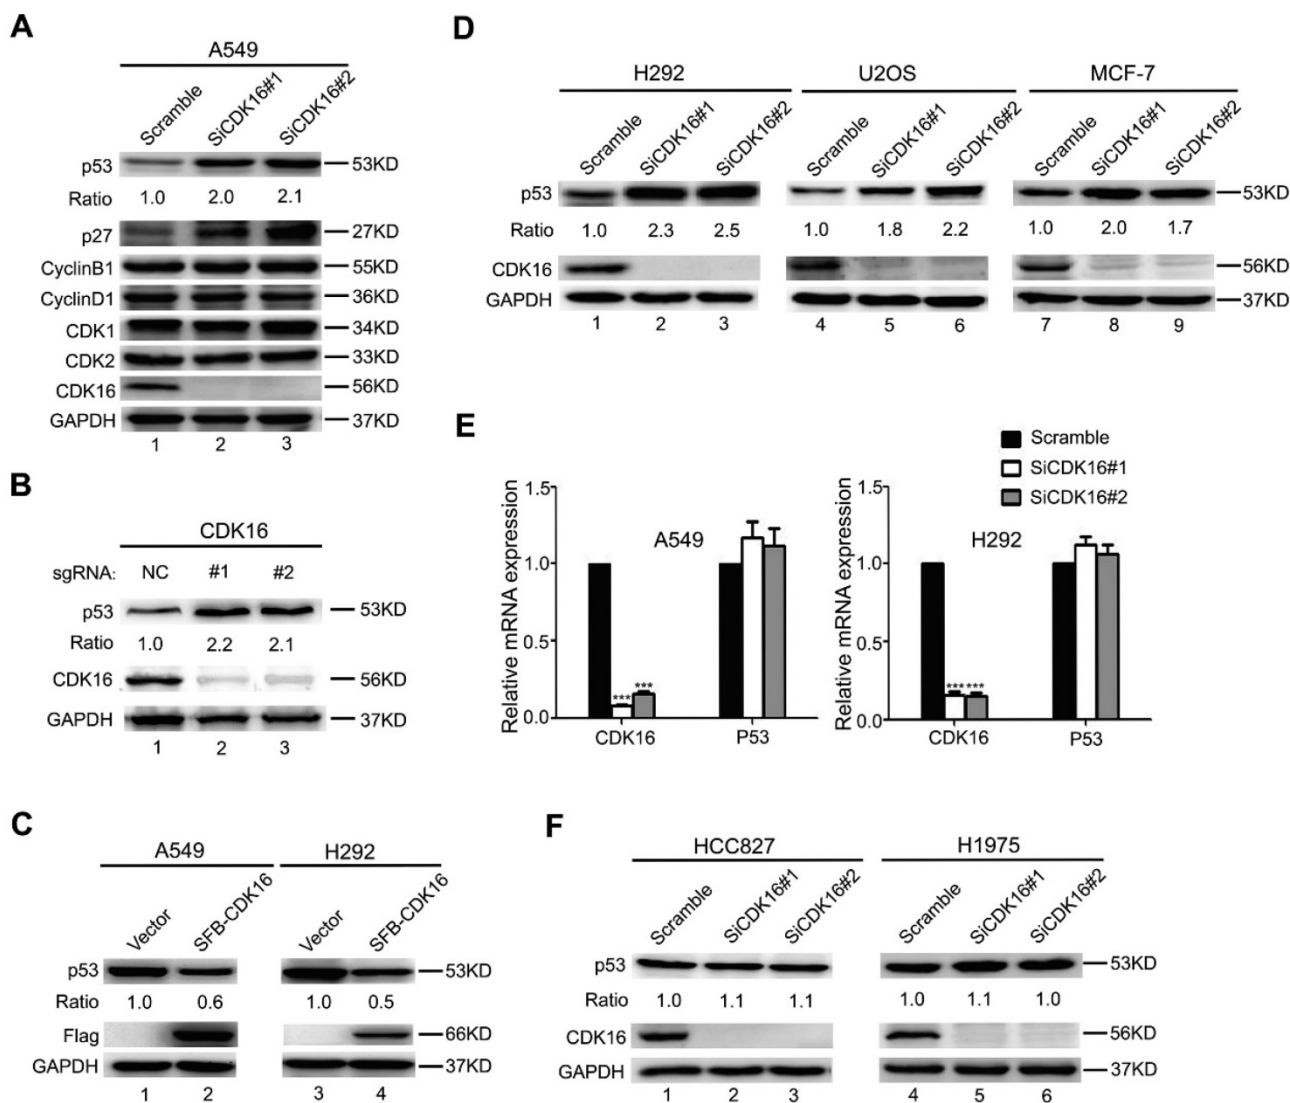 A
A549
Scramble SiCDK16#1 SiCDK16#2
p53 53KD
Ratio 1.0 2.0 2.1
p27 27KD
CyclinB1 55KD
CyclinD1 36KD
CDK1 34KD
CDK2 33KD
CDK16 56KD
GAPDH 37KD
1 2 3
B
CDK16
sgRNA: NC #1 #2
p53 53KD
Ratio 1.0 2.2 2.1
CDK16 56KD
GAPDH 37KD
1 2 3
C
A549 H292
Vector SFB-CDK16 Vector SFB-CDK16
p53 53KD
Ratio 1.0 0.6 1.0 0.5
Flag 66KD
GAPDH 37KD
1 2 3 4
D
H292 U2OS MCF-7
Scramble SiCDK16#1 SiCDK16#2 Scramble SiCDK16#1 SiCDK16#2 Scramble SiCDK16#1 SiCDK16#2
p53 53KD
Ratio 1.0 2.3 2.5 1.0 1.8 2.2 1.0 2.0 1.7
CDK16 56KD
GAPDH 37KD
1 2 3 4 5 6 7 8 9
E
Scramble
SiCDK16#1
SiCDK16#2
Relative mRNA expression
1.5
1.0
0.5
0.0
A549
*** ***
CDK16 P53
Relative mRNA expression
1.5
1.0
0.5
0.0
H292
*** ***
CDK16 P53
F
HCC827 H1975
Scramble SiCDK16#1 SiCDK16#2 Scramble SiCDK16#1 SiCDK16#2
p53 53KD
Ratio 1.0 1.1 1.1 1.0 1.1 1.0
CDK16 56KD
GAPDH 37KD
1 2 3 4 5 6